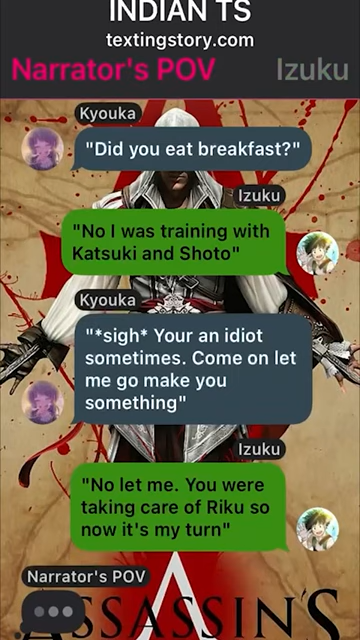 INDIAN TS
textingstory.com
Narrator's POV
Izuku
Kyouka
"Did you eat breakfast?"
Izuku
"No I was training with
Katsuki and Shoto"
Kyouka
"*sigh* Your an idiot
sometimes. Come on let
me go make you
something"
Izuku
"No let me. You were
taking care of Riku so
now it's my turn"
Narrator's POV
ASSASSIN'S